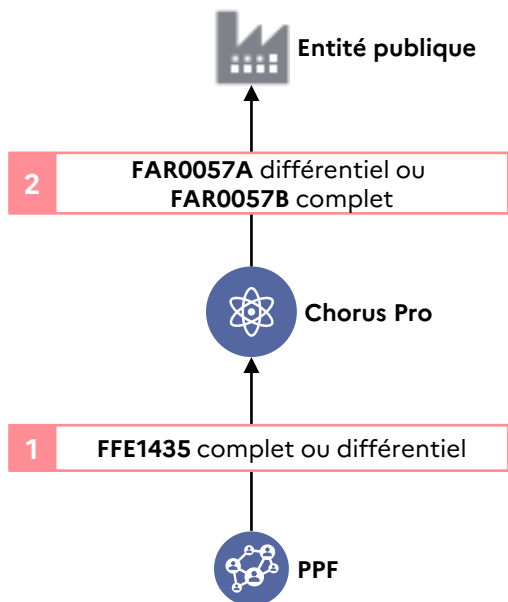 Entité publique
2
FAR0057A différentiel ou
FAR0057B complet
Chorus Pro
1
FFE1435 complet ou différentiel
PPF